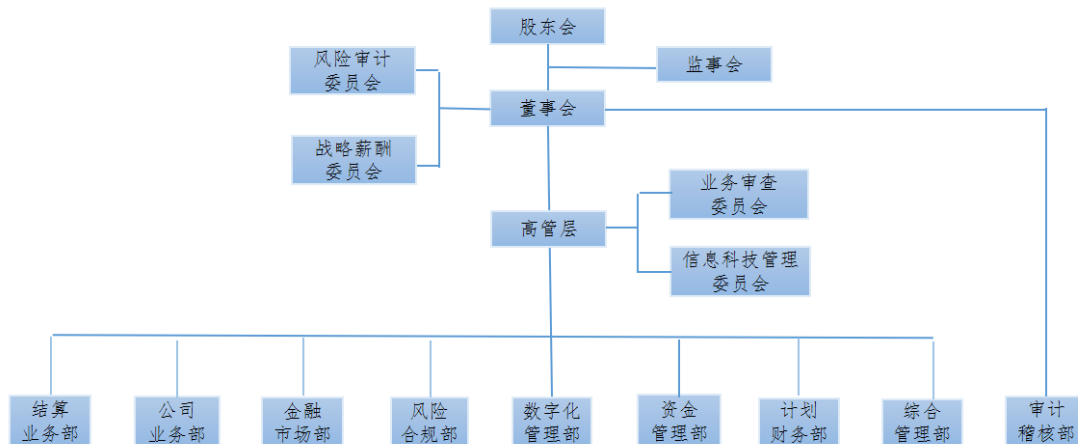 股东会
风险审计
委员会
监事会
董事会
战略薪酬
委员会
业务审查
委员会
高管层
信息科技管理
委员会
结算
业务部
公司
业务部
金融
市场部
风险
合规部
数字化
管理部
资金
管理部
计划
财务部
综合
管理部
审计
稽核部